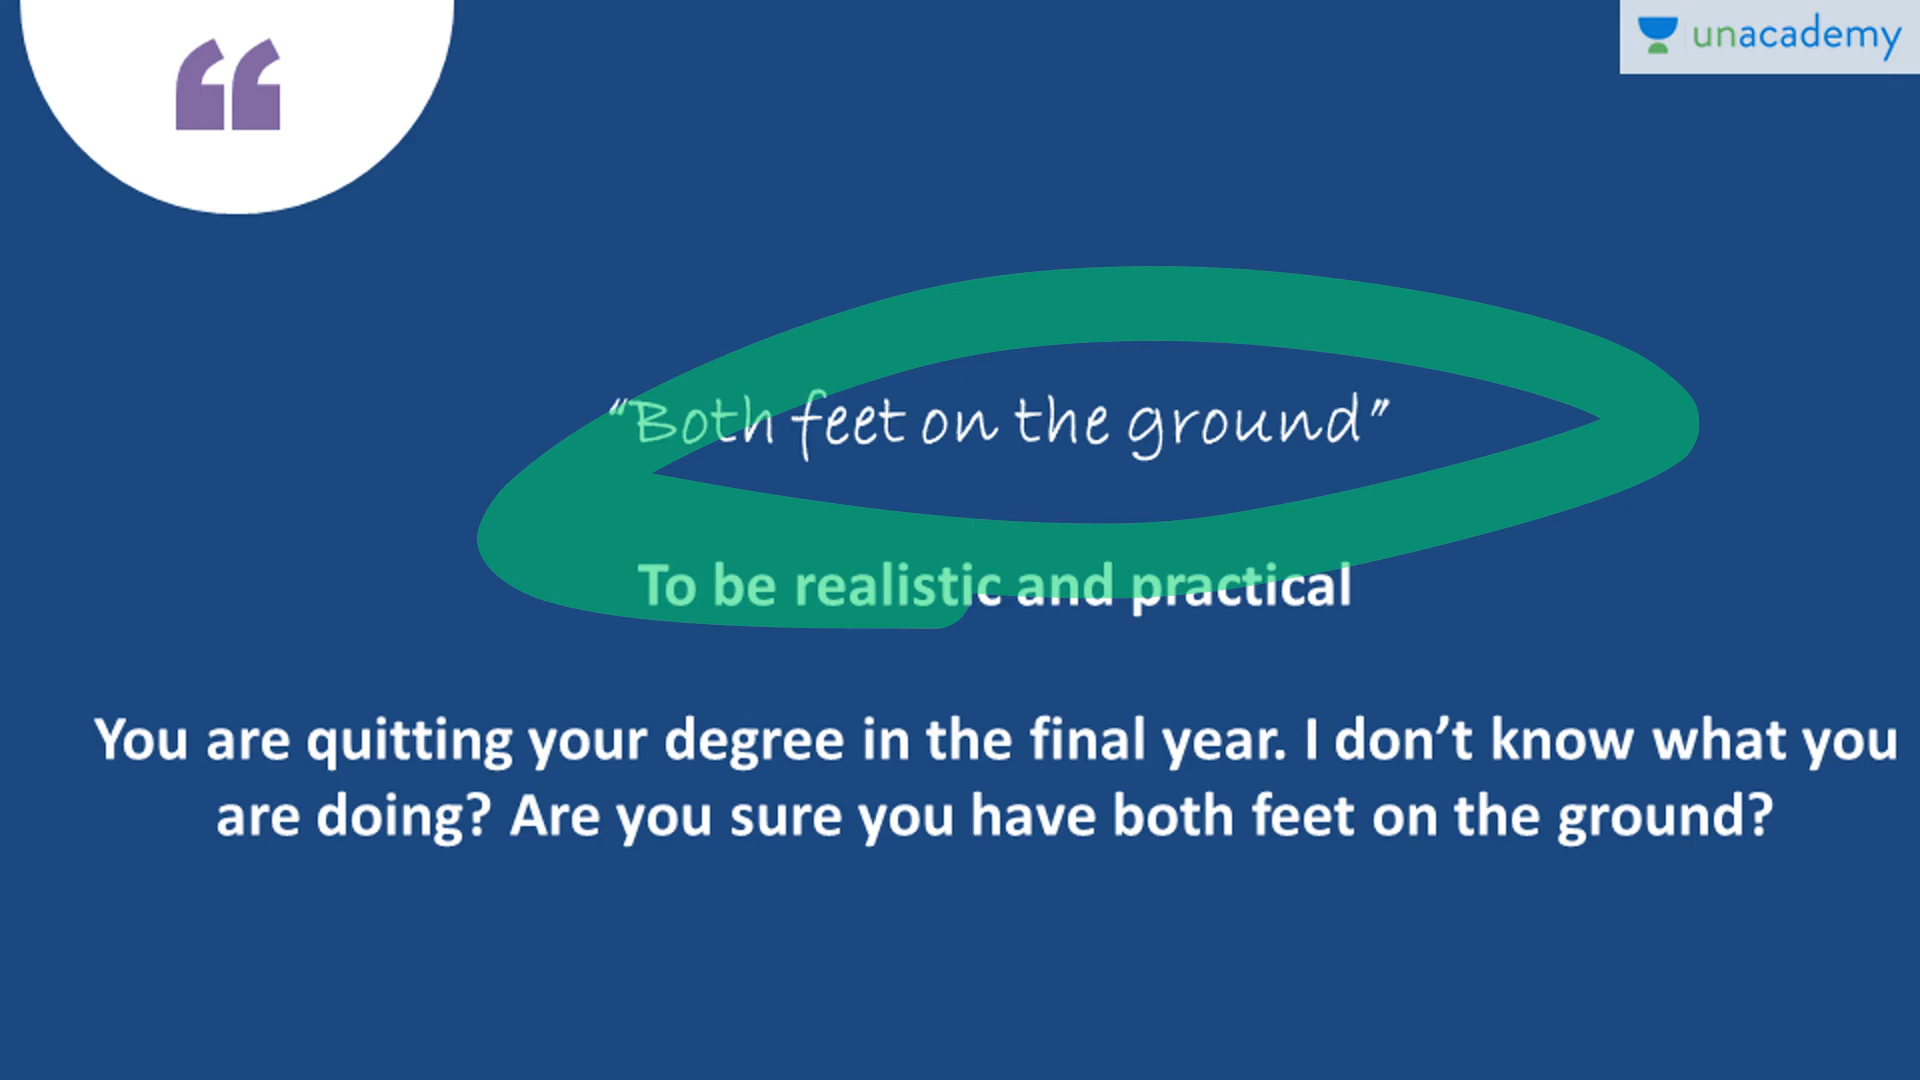 unacademy
“Both feet on the ground”
To be realistic and practical
You are quitting your degree in the final year. I don’t know what you
are doing? Are you sure you have both feet on the ground?